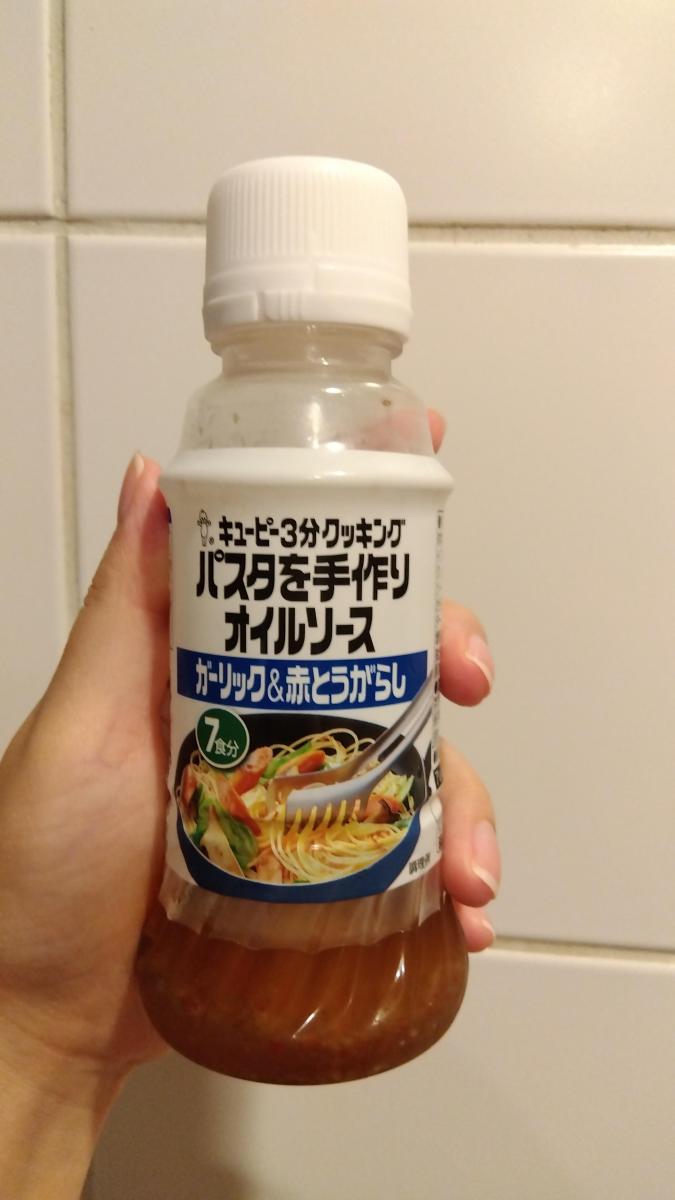 キューピー3分クッキング
パスタを手作り
オイルソース
ガーリック&赤とうがらし
7食分
調理例